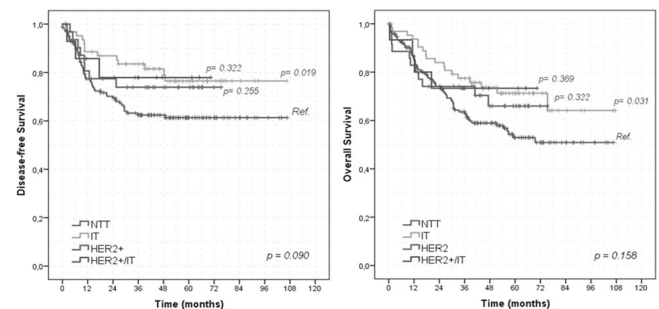 Disease-free Survival
1,0
0,8
0,6
0,4
0,2
0,0
p= 0.322
p= 0.019
p= 0.255
Ref.
NTT
IT
HER2+
HER2+/IT
p = 0.090
0 12 24 36 48 60 72 84 96 108 120
Time (months)
Overall Survival
1,0
0,8
0,6
0,4
0,2
0,0
p= 0.369
p= 0.322
p= 0.031
Ref.
NTT
IT
HER2
HER2+/IT
p = 0.158
0 12 24 36 48 60 72 84 96 108 120
Time (months)